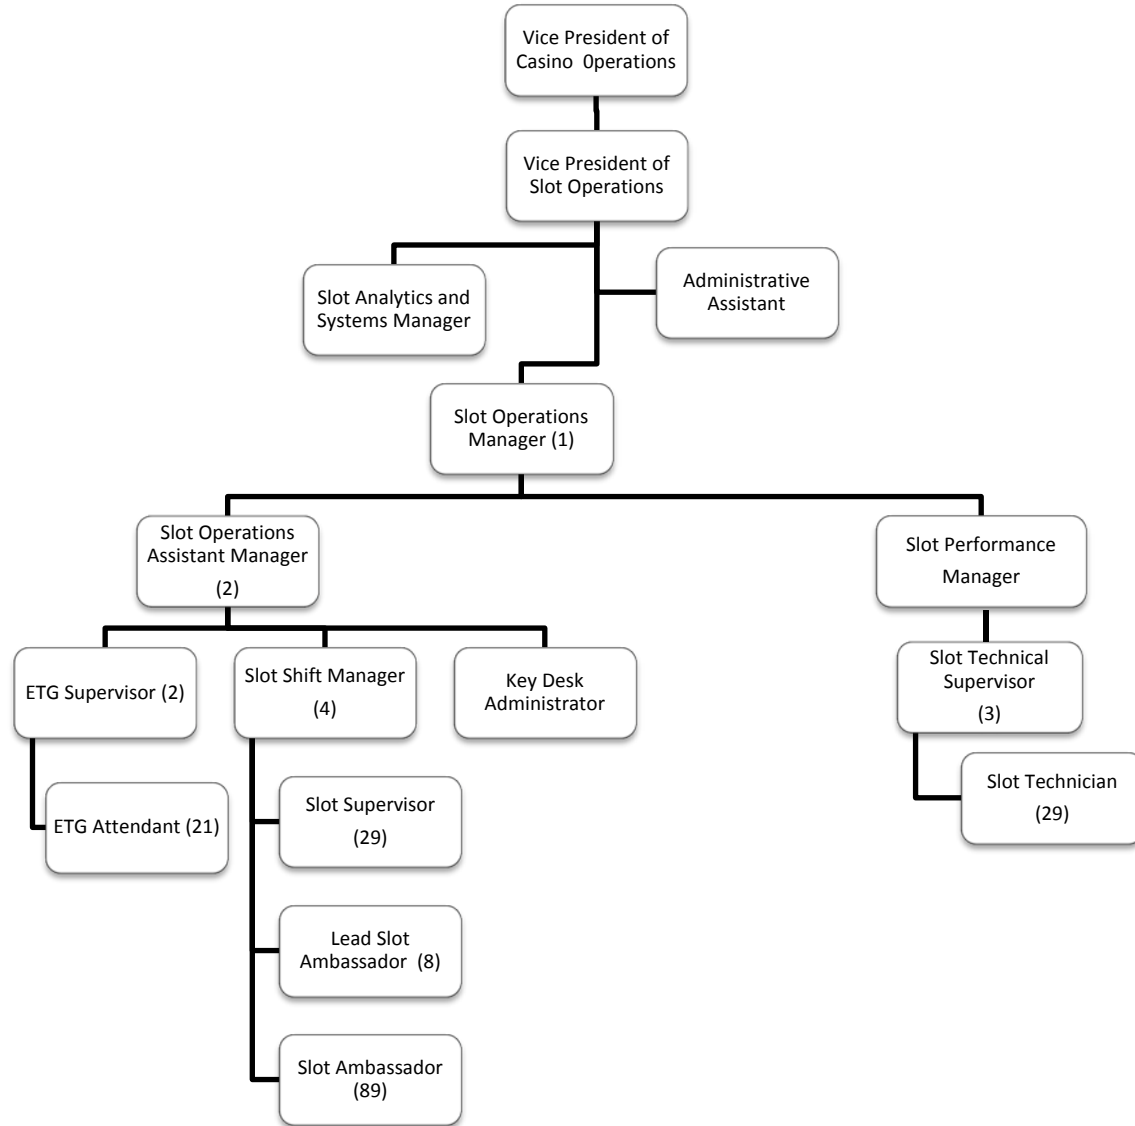 Vice President of
Casino 0perations
Vice President of
Slot Operations
Slot Analytics and
Systems Manager
Administrative
Assistant
Slot Operations
Manager (1)
Slot Operations
Assistant Manager
(2)
Slot Performance
Manager
ETG Supervisor (2)
Slot Shift Manager
(4)
Key Desk
Administrator
Slot Technical
Supervisor
(3)
ETG Attendant (21)
Slot Supervisor
(29)
Slot Technician
(29)
Lead Slot
Ambassador (8)
Slot Ambassador
(89)